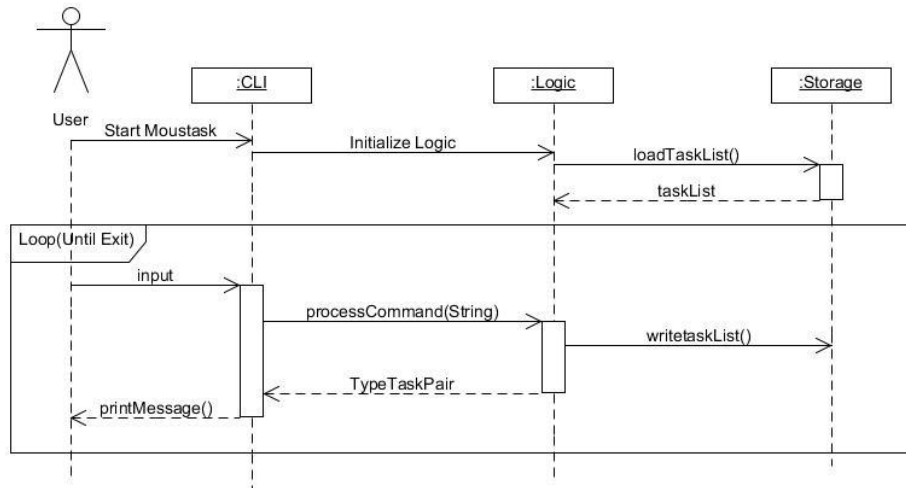 :CLI
:Logic
:Storage
User
Start Moustask
Initialize Logic
loadTaskList()
taskList
Loop(Until Exit)
input
processCommand(String)
writetaskList()
TypeTaskPair
printMessage()